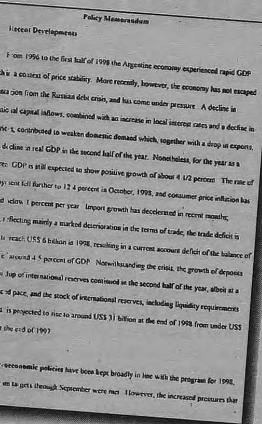 Policy Memorandum
Recent Developments
From 1996 to the first half of 1998 the Argentine economy experienced rapid GDP
in a context of price stability. More recently, however, the economy has not escaped
from the Russian debt crisis, and has come under pressure. A decline in
capital inflows, combined with an increase in local interest rates and a decline in
contributed to weaken domestic demand which, together with a drop in exports,
decline in real GDP in the second half of the year. Nonetheless, for the year as a
GDP is still expected to show positive growth of about 4 1/2 percent. The rate of
fell further to 12.4 percent in October, 1998, and consumer price inflation has
below 1 percent per year. Import growth has decelerated in recent months;
reflecting mainly a marked deterioration in the terms of trade, the trade deficit is
reach US$ 6 billion in 1998, resulting in a current account deficit of the balance of
around 4.5 percent of GDP. Notwithstanding the crisis, the growth of deposits
of international reserves continued in the second half of the year, albeit at a
pace, and the stock of international reserves, including liquidity requirements
is projected to rise to around US$ 31 billion at the end of 1998 from under US$
at the end of 1997.
-economic policies have been kept broadly in line with the program for 1998,
through September were met. However, the increased pressures that